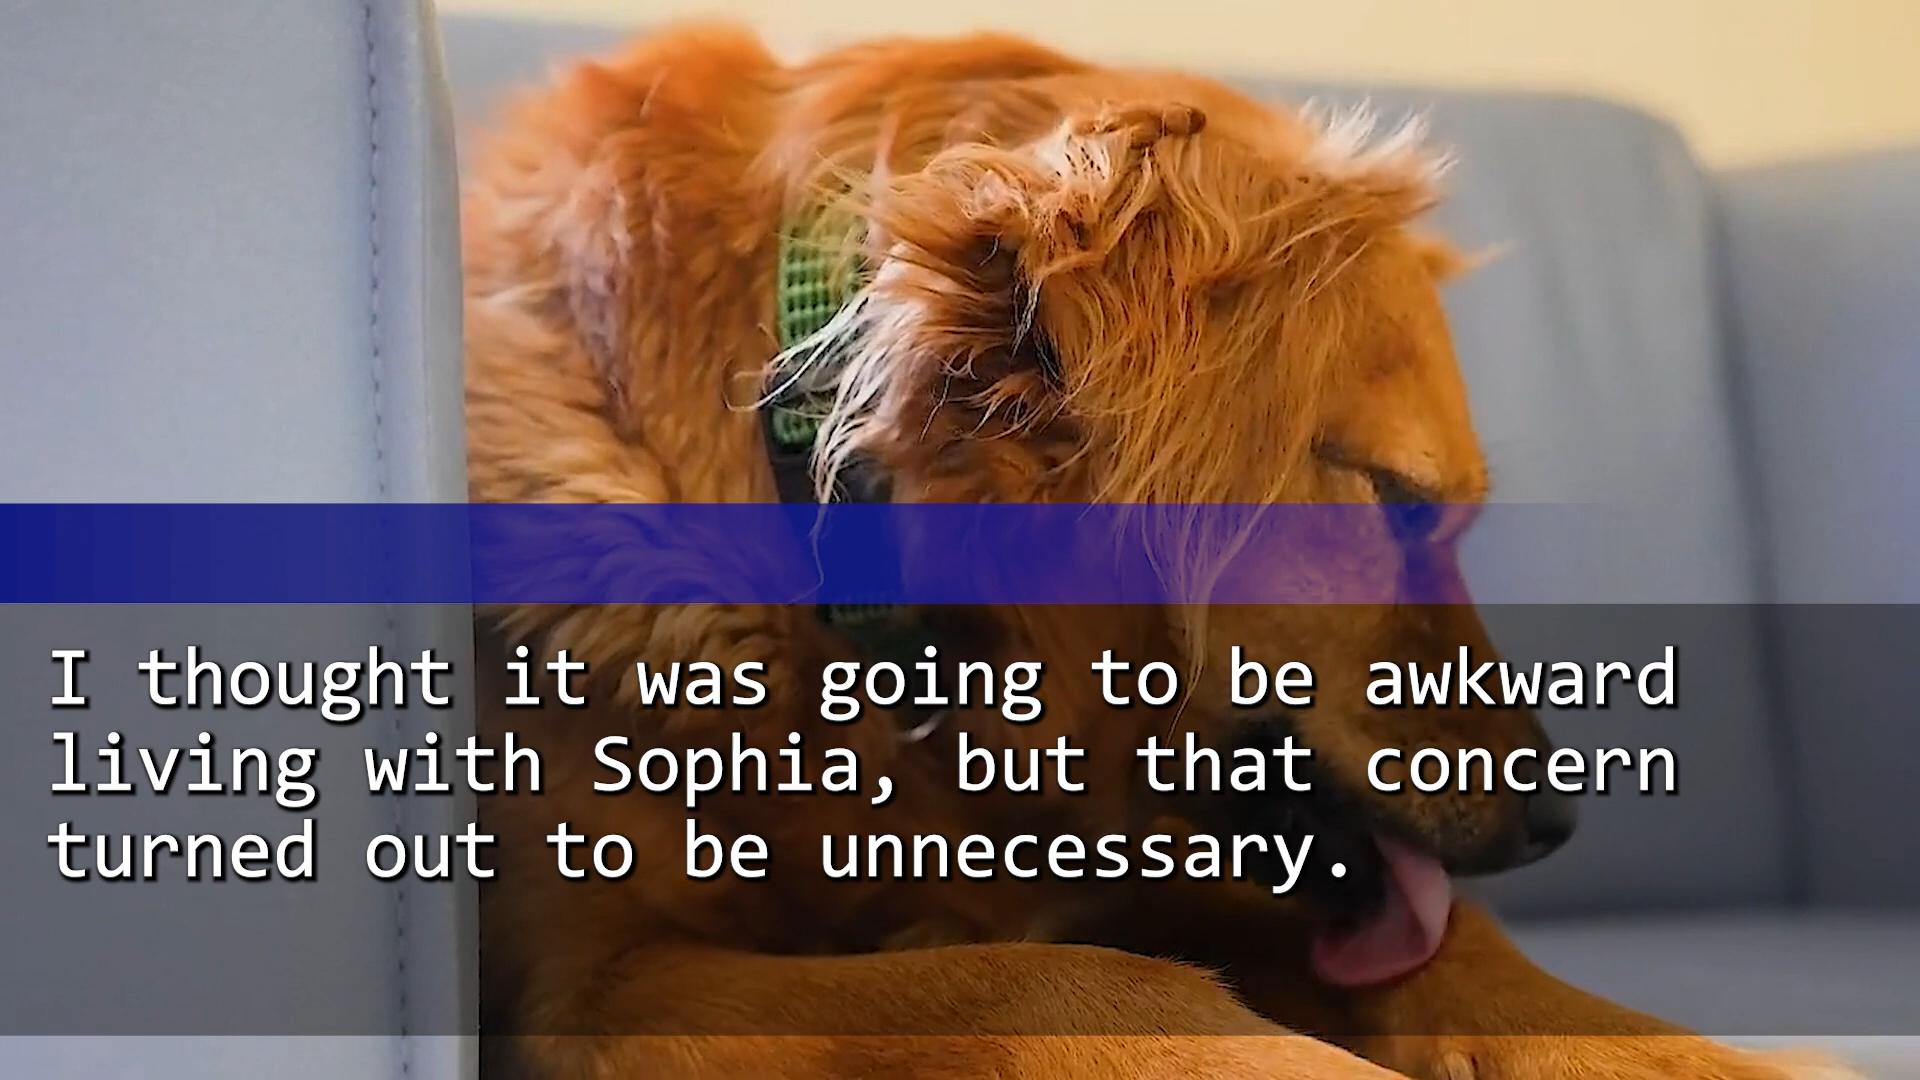 I thought it was going to be awkward
living with Sophia, but that concern
turned out to be unnecessary.